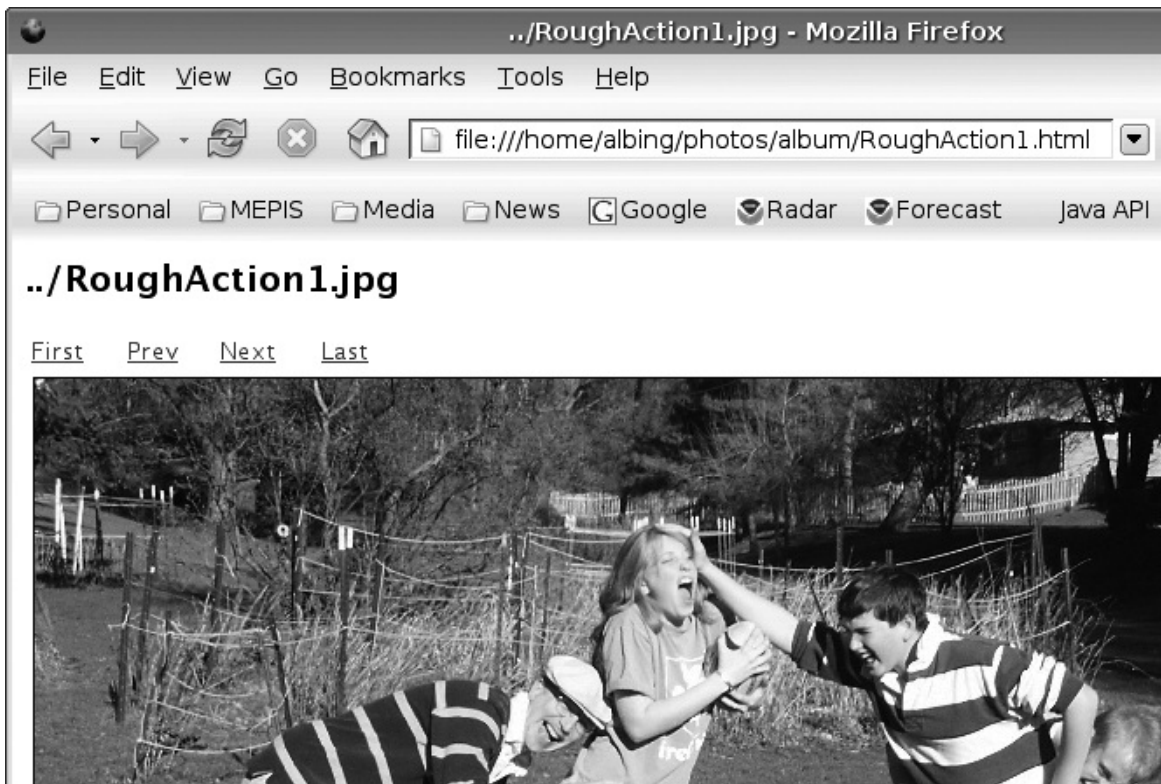 ../RoughAction1.jpg - Mozilla Firefox
File Edit View Go Bookmarks Tools Help
file:///home/albing/photos/album/RoughAction1.html
Personal MEPIS Media News G Google Radar Forecast Java API
../RoughAction1.jpg
First Prev Next Last